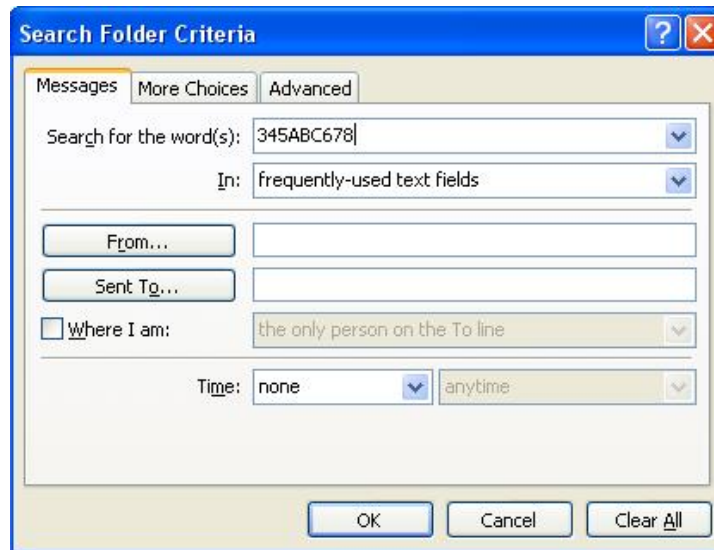 Search Folder Criteria
Messages More Choices Advanced
Search for the word(s): 345ABC678
In: frequently-used text fields
From...
Sent To...
Where I am: the only person on the To line
Time: none anytime
OK Cancel Clear All